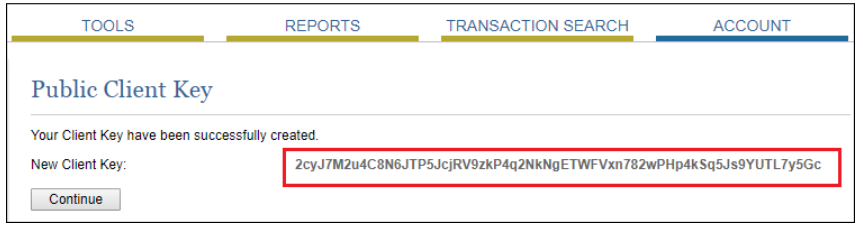 TOOLS REPORTS TRANSACTION SEARCH ACCOUNT
Public Client Key
Your Client Key have been successfully created.
New Client Key: 2cyJ7M2u4C8N6JTP5JcjRV9zkP4q2NkNgETWFVxn782wPHp4kSq5Js9YUTL7y5Gc
Continue